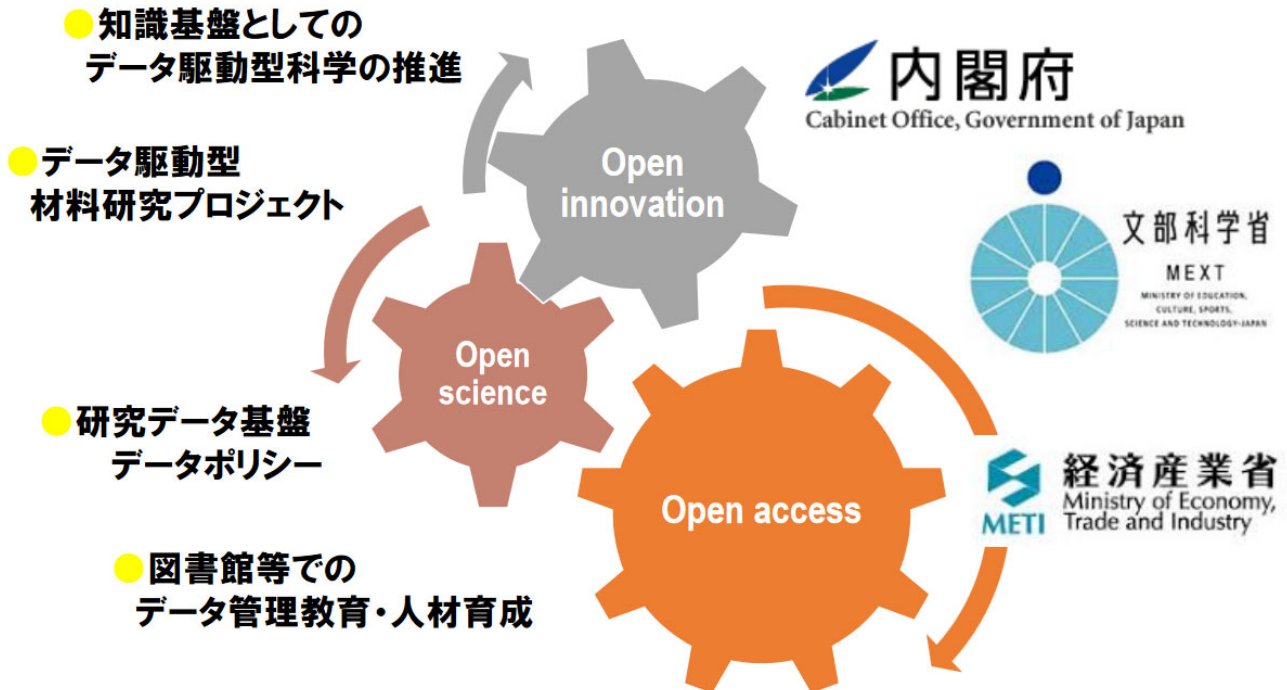 ●知識基盤としての
データ駆動型科学の推進
●データ駆動型
材料研究プロジェクト
●研究データ基盤
データポリシー
●図書館等での
データ管理教育・人材育成
Open
innovation
Open
science
Open access
内閣府
Cabinet Office, Government of Japan
文部科学省
MEXT
MINISTRY OF EDUCATION,
CULTURE, SPORTS,
SCIENCE AND TECHNOLOGY-JAPAN
経済産業省
METI
Ministry of Economy,
Trade and Industry